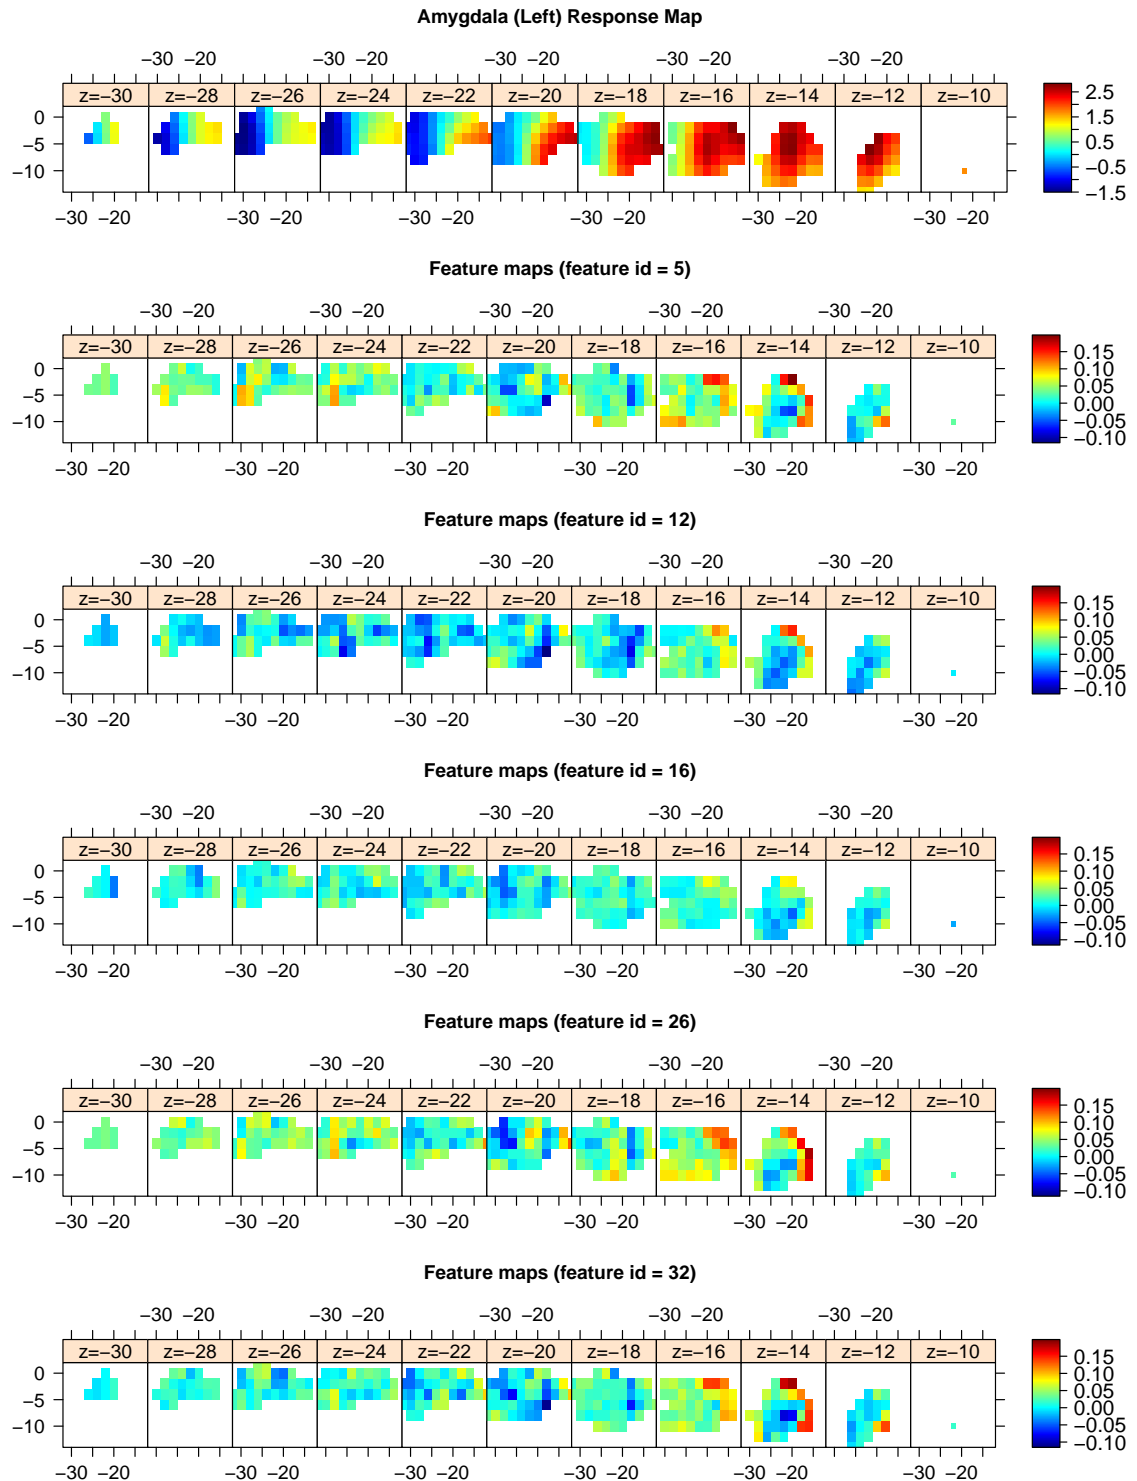 Amygdala (Left) Response Map
−30 −20 −30 −20 −30 −20 −30 −20
z=−30 z=−28 z=−26 z=−24 z=−22 z=−20 z=−18 z=−16 z=−14 z=−12 z=−10
0
−5
−10
2.5
1.5
0.5
−0.5
−1.5
−30 −20 −30 −20 −30 −20 −30 −20 −30 −20 −30 −20
Feature maps (feature id = 5)
−30 −20 −30 −20 −30 −20 −30 −20 −30 −20
z=−30 z=−28 z=−26 z=−24 z=−22 z=−20 z=−18 z=−16 z=−14 z=−12 z=−10
0
−5
−10
0.15
0.10
0.05
0.00
−0.05
−0.10
−30 −20 −30 −20 −30 −20 −30 −20 −30 −20 −30 −20
Feature maps (feature id = 12)
−30 −20 −30 −20 −30 −20 −30 −20 −30 −20
z=−30 z=−28 z=−26 z=−24 z=−22 z=−20 z=−18 z=−16 z=−14 z=−12 z=−10
0
−5
−10
0.15
0.10
0.05
0.00
−0.05
−0.10
−30 −20 −30 −20 −30 −20 −30 −20 −30 −20 −30 −20
Feature maps (feature id = 16)
−30 −20 −30 −20 −30 −20 −30 −20 −30 −20
z=−30 z=−28 z=−26 z=−24 z=−22 z=−20 z=−18 z=−16 z=−14 z=−12 z=−10
0
−5
−10
0.15
0.10
0.05
0.00
−0.05
−0.10
−30 −20 −30 −20 −30 −20 −30 −20 −30 −20 −30 −20
Feature maps (feature id = 26)
−30 −20 −30 −20 −30 −20 −30 −20 −30 −20
z=−30 z=−28 z=−26 z=−24 z=−22 z=−20 z=−18 z=−16 z=−14 z=−12 z=−10
0
−5
−10
0.15
0.10
0.05
0.00
−0.05
−0.10
−30 −20 −30 −20 −30 −20 −30 −20 −30 −20 −30 −20
Feature maps (feature id = 32)
−30 −20 −30 −20 −30 −20 −30 −20 −30 −20
z=−30 z=−28 z=−26 z=−24 z=−22 z=−20 z=−18 z=−16 z=−14 z=−12 z=−10
0
−5
−10
0.15
0.10
0.05
0.00
−0.05
−0.10
−30 −20 −30 −20 −30 −20 −30 −20 −30 −20 −30 −20